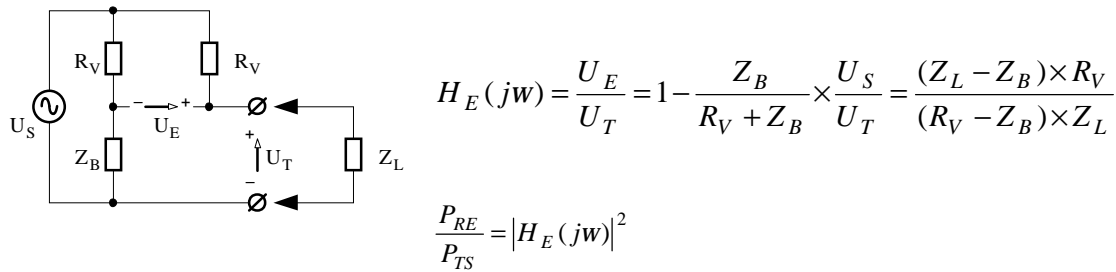 R_V R_V
U_S
− +
U_E
Z_B
+
U_T
−
Z_L
H_E(jw) = U_E/U_T = 1 − Z_B/(R_V + Z_B) × U_S/U_T = ((Z_L − Z_B) × R_V)/((R_V − Z_B) × Z_L)
P_RE/P_TS = |H_E(jw)|^2